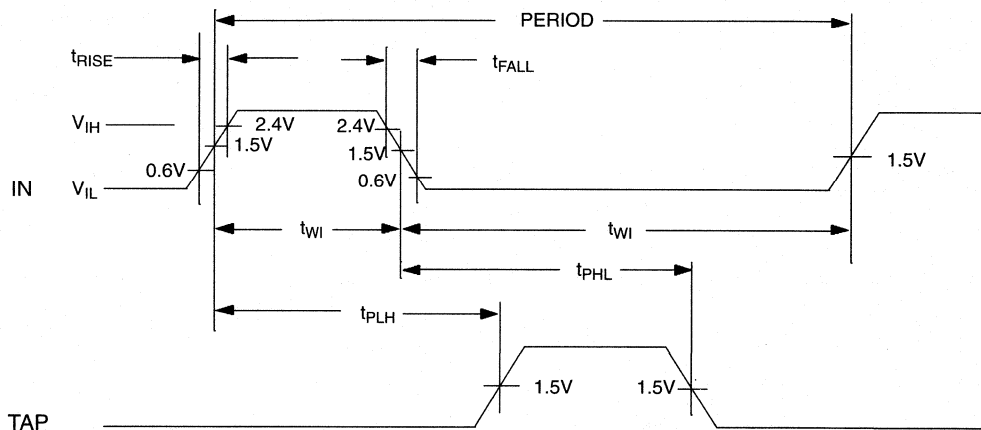 PERIOD
tRISE
tFALL
VIH
2.4V
2.4V
1.5V
1.5V
1.5V
0.6V
0.6V
IN
VIL
tWI
tWI
tPHL
tPLH
1.5V
1.5V
TAP